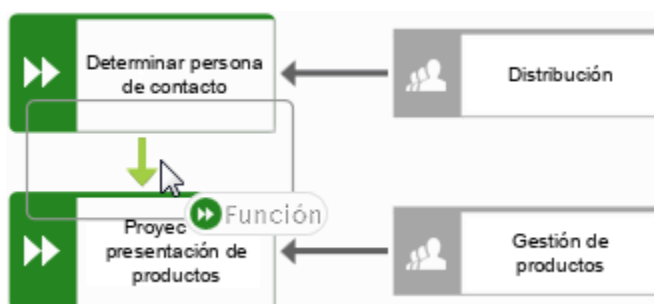 Determinar persona
de contacto
Distribución
Función
Proyec
presentación de
productos
Gestión de
productos